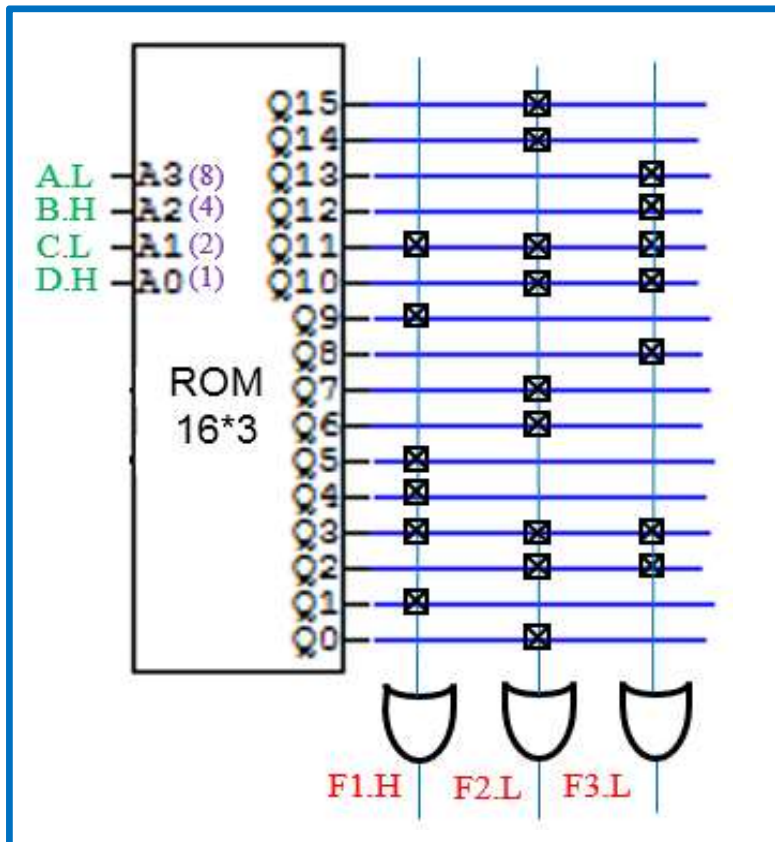 Q15
Q14
A.L A3 (8) Q13
B.H A2 (4) Q12
C.L A1 (2) Q11
D.H A0 (1) Q10
Q9
Q8
ROM Q7
16*3 Q6
Q5
Q4
Q3
Q2
Q1
Q0
F1.H F2.L F3.L